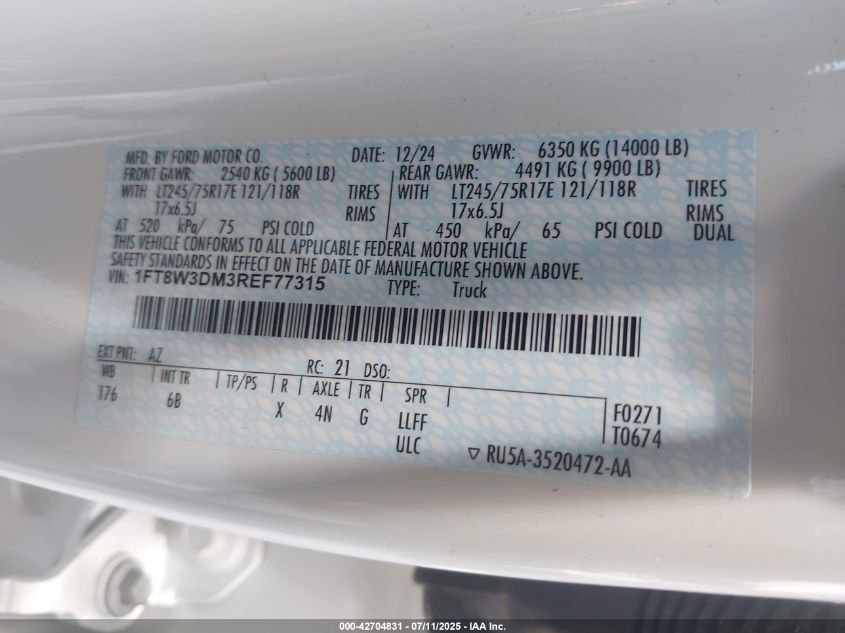 MFD. BY FORD MOTOR CO. DATE: 12/24 GVWR: 6350 KG (14000 LB)
FRONT GAWR: 2540 KG ( 5600 LB) REAR GAWR: 4491 KG ( 9900 LB)
WITH LT245/75R17E 121/118R TIRES WITH LT245/75R17E 121/118R TIRES
17x6.5J RIMS 17x6.5J RIMS
AT 520 kPa/ 75 PSI COLD AT 450 kPa/ 65 PSI COLD DUAL
THIS VEHICLE CONFORMS TO ALL APPLICABLE FEDERAL MOTOR VEHICLE
SAFETY STANDARDS IN EFFECT ON THE DATE OF MANUFACTURE SHOWN ABOVE.
VIN: 1FT8W3DM3REF77315 TYPE: Truck
EXT PNT: AZ RC: 21 DSO:
WB INT TR TP/PS R AXLE TR SPR
176 6B X 4N G LLFF F0271
ULC T0674
▽ RU5A-3520472-AA
000-42704831 - 07/11/2025 - IAA Inc.